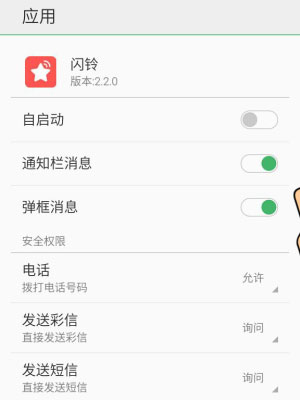 应用
闪铃
版本:2.2.0
自启动
通知栏消息
弹框消息
安全权限
电话
拨打电话号码
允许
发送彩信
直接发送彩信
询问
发送短信
直接发送短信
询问